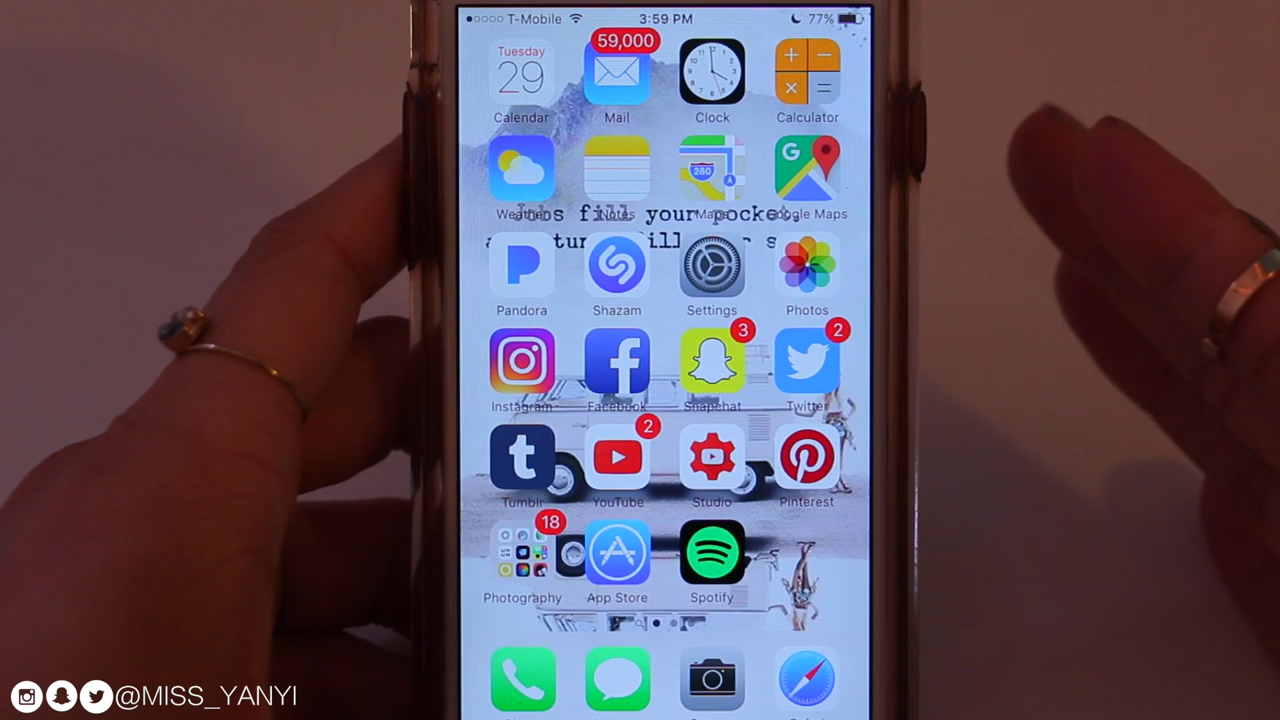 T-Mobile 3:59 PM 77%
59,000
Tuesday
29
Calendar Mail Clock Calculator
280 G
Weather Notes Maps Google Maps
Jobs fill your pocket,
Pandora Shazam Settings Photos
3 2
Instagram Facebook Snapchat Twitter
2
Tumblr YouTube Studio Pinterest
18
Photography App Store Spotify
@MISS_YANYI